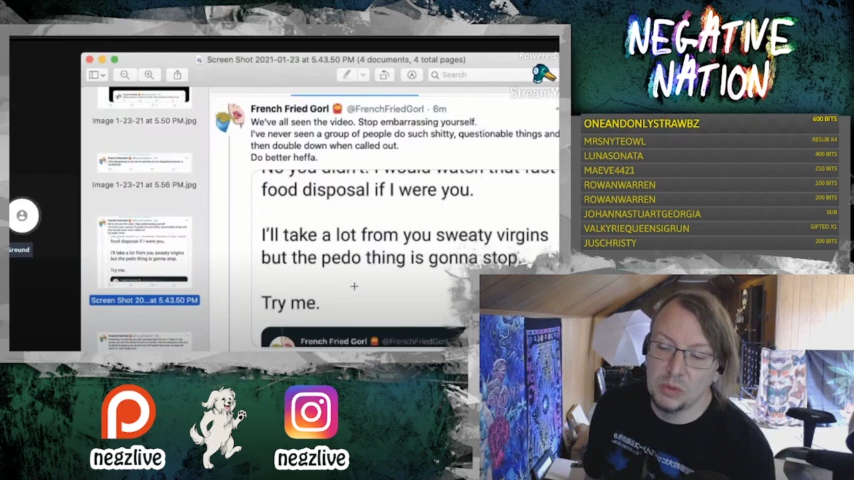 Screen Shot 2021-01-23 at 5.43.50 PM (4 documents, 4 total pages)
Search
Powered
StreamY
1-23-21 at 5.50 PM.jpg
Image 1-23-21 at 5.56 PM.jpg
Screen Shot 20...at 5.43.50 PM
French Fried Gorl @FrenchFriedGorl · 6m
We've all seen the video. Stop embarrassing yourself.
I've never seen a group of people do such shitty, questionable things and
then double down when called out.
Do better heffa.
No you didn't! I would watch that fast
food disposal if I were you.
I'll take a lot from you sweaty virgins
but the pedo thing is gonna stop.
Try me.
French Fried Gorl @FrenchFriedGorl
round
NEGATIVE
NATION
ONEANDONLYSTRAWBZ 600 BITS
MRSNYTEOWL RESUB X4
LUNASONATA 400 BITS
MAEVE4421 210 BITS
ROWANWARREN 100 BITS
ROWANWARREN 200 BITS
JOHANNASTUARTGEORGIA SUB
VALKYRIEQUEENSIGRUN GIFTED X1
JUSCHRISTY 200 BITS
negzlive
negzlive